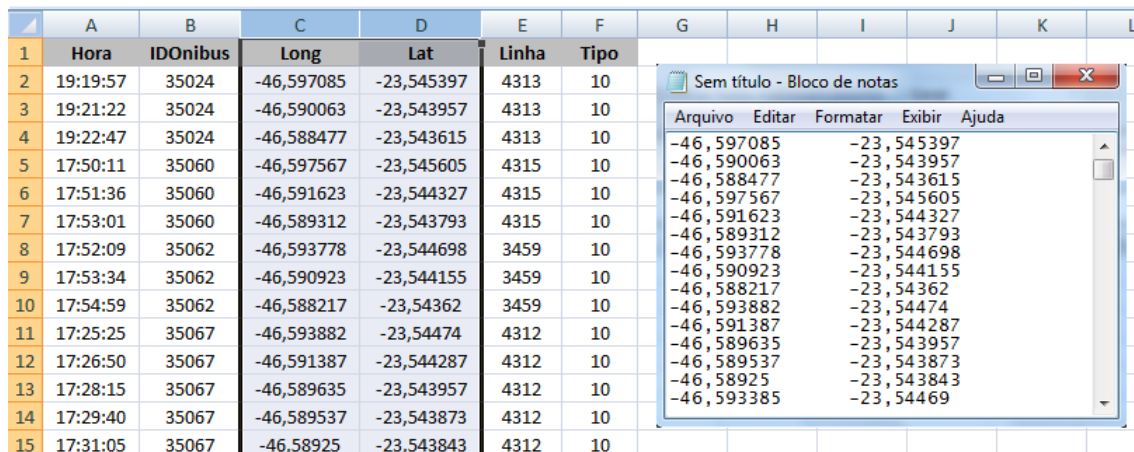 A B C D E F G H I J K L
1 Hora IDOnibus Long Lat Linha Tipo
2 19:19:57 35024 -46,597085 -23,545397 4313 10
3 19:21:22 35024 -46,590063 -23,543957 4313 10
4 19:22:47 35024 -46,588477 -23,543615 4313 10
5 17:50:11 35060 -46,597567 -23,545605 4315 10
6 17:51:36 35060 -46,591623 -23,544327 4315 10
7 17:53:01 35060 -46,589312 -23,543793 4315 10
8 17:52:09 35062 -46,593778 -23,544698 3459 10
9 17:53:34 35062 -46,590923 -23,544155 3459 10
10 17:54:59 35062 -46,588217 -23,54362 3459 10
11 17:25:25 35067 -46,593882 -23,54474 4312 10
12 17:26:50 35067 -46,591387 -23,544287 4312 10
13 17:28:15 35067 -46,589635 -23,543957 4312 10
14 17:29:40 35067 -46,589537 -23,543873 4312 10
15 17:31:05 35067 -46,58925 -23,543843 4312 10
Sem título - Bloco de notas
Arquivo Editar Formatar Exibir Ajuda
-46,597085 -23,545397
-46,590063 -23,543957
-46,588477 -23,543615
-46,597567 -23,545605
-46,591623 -23,544327
-46,589312 -23,543793
-46,593778 -23,544698
-46,590923 -23,544155
-46,588217 -23,54362
-46,593882 -23,54474
-46,591387 -23,544287
-46,589635 -23,543957
-46,589537 -23,543873
-46,58925 -23,543843
-46,593385 -23,54469